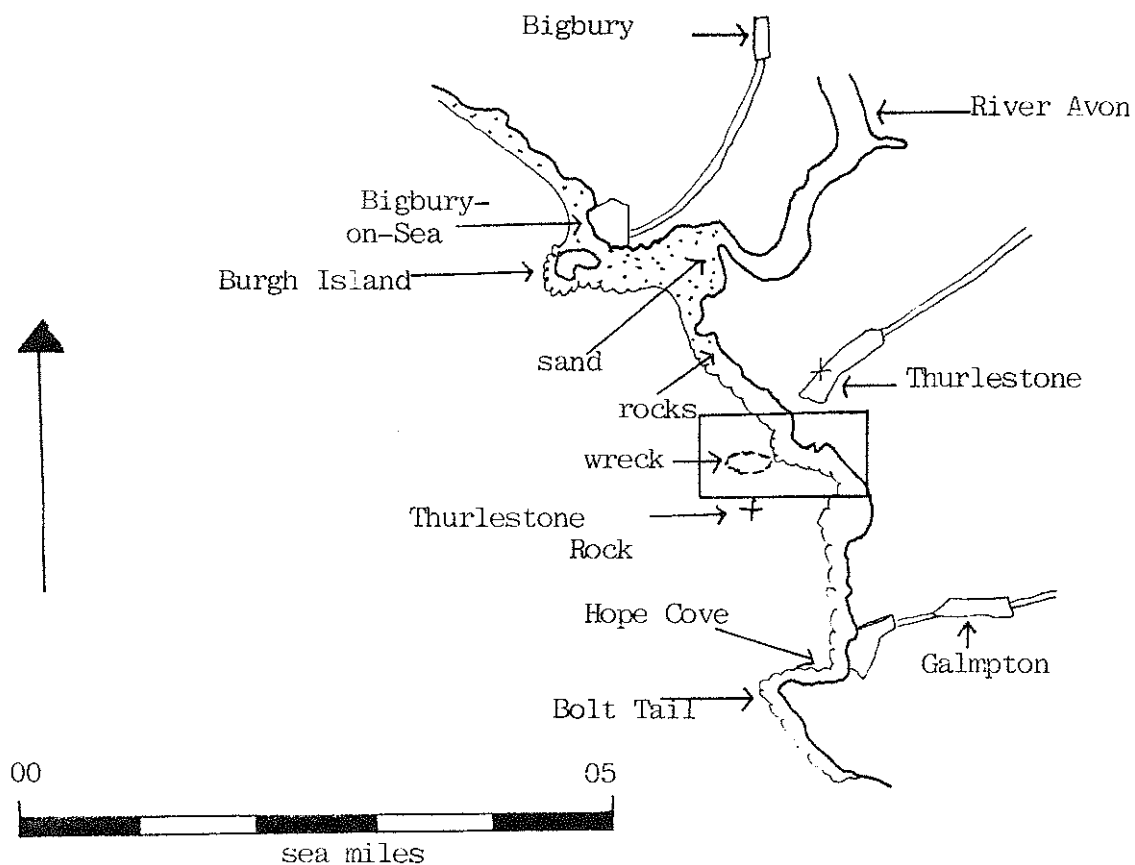 Bigbury
River Avon
Bigbury-
on-Sea
Burgh Island
sand
Thurlestone
rocks
wreck
Thurlestone
Rock
Hope Cove
Galmpton
Bolt Tail
00 05
sea miles